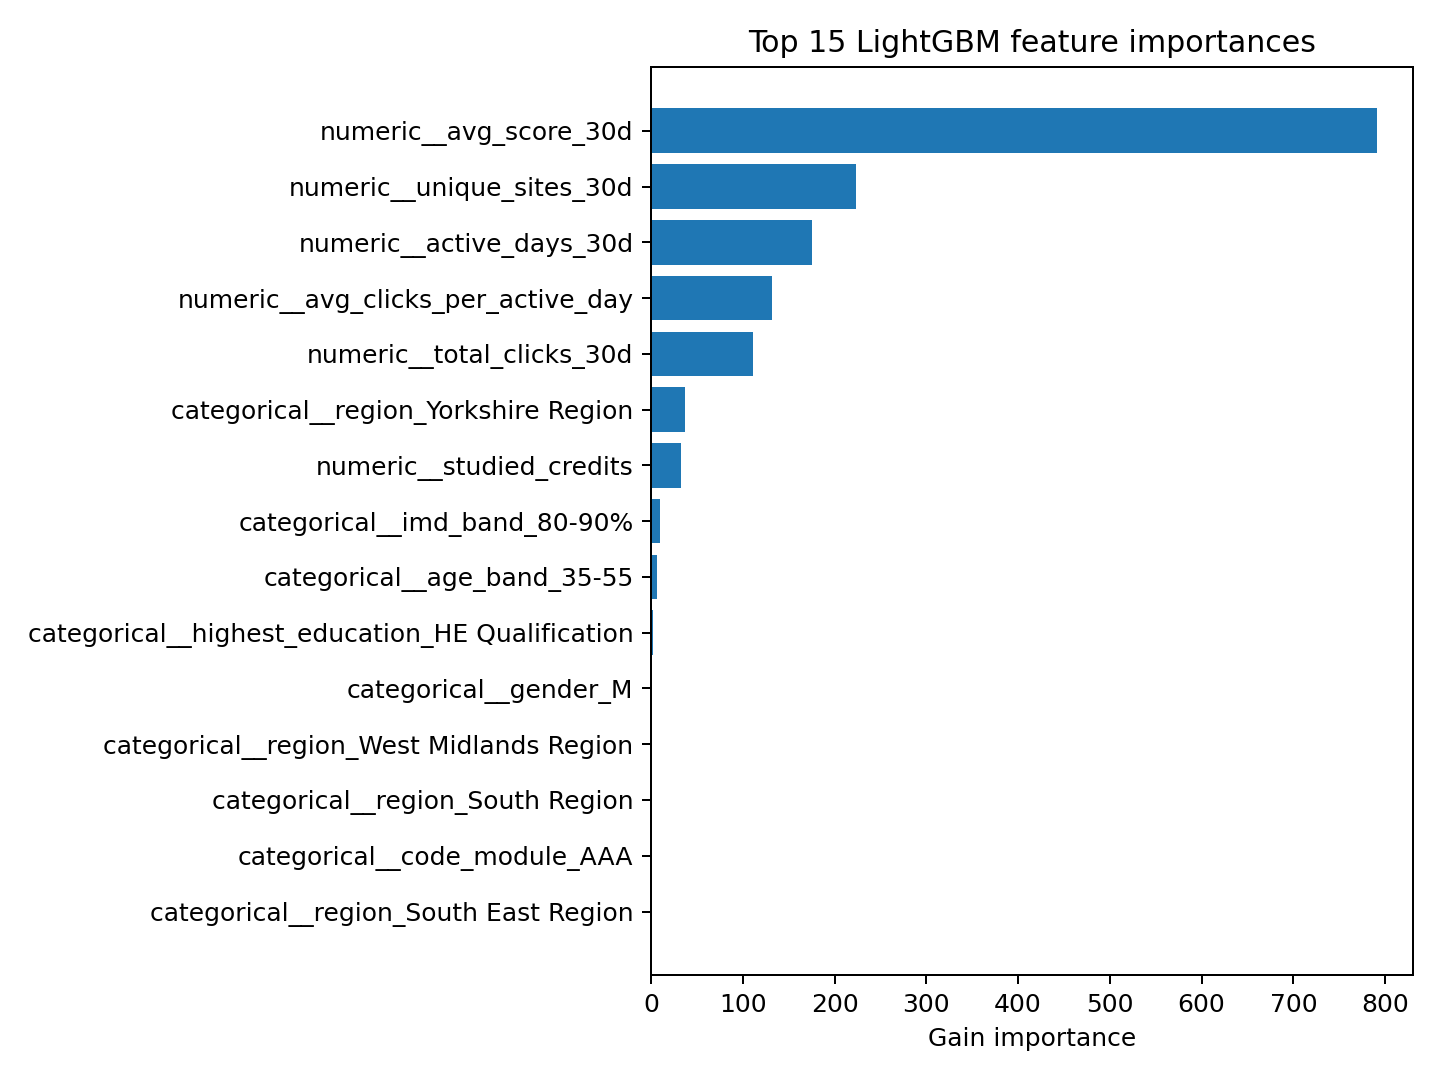 Top 15 LightGBM feature importances
numeric__avg_score_30d
numeric__unique_sites_30d
numeric__active_days_30d
numeric__avg_clicks_per_active_day
numeric__total_clicks_30d
categorical__region_Yorkshire Region
numeric__studied_credits
categorical__imd_band_80-90%
categorical__age_band_35-55
categorical__highest_education_HE Qualification
categorical__gender_M
categorical__region_West Midlands Region
categorical__region_South Region
categorical__code_module_AAA
categorical__region_South East Region
0 100 200 300 400 500 600 700 800
Gain importance